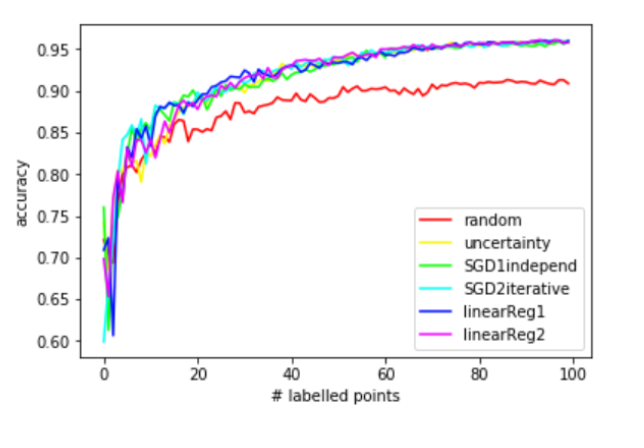 0.95
0.90
0.85
0.80
0.75
0.70
0.65
0.60
accuracy
0 20 40 60 80 100
# labelled points
random
uncertainty
SGD1independ
SGD2iterative
linearReg1
linearReg2